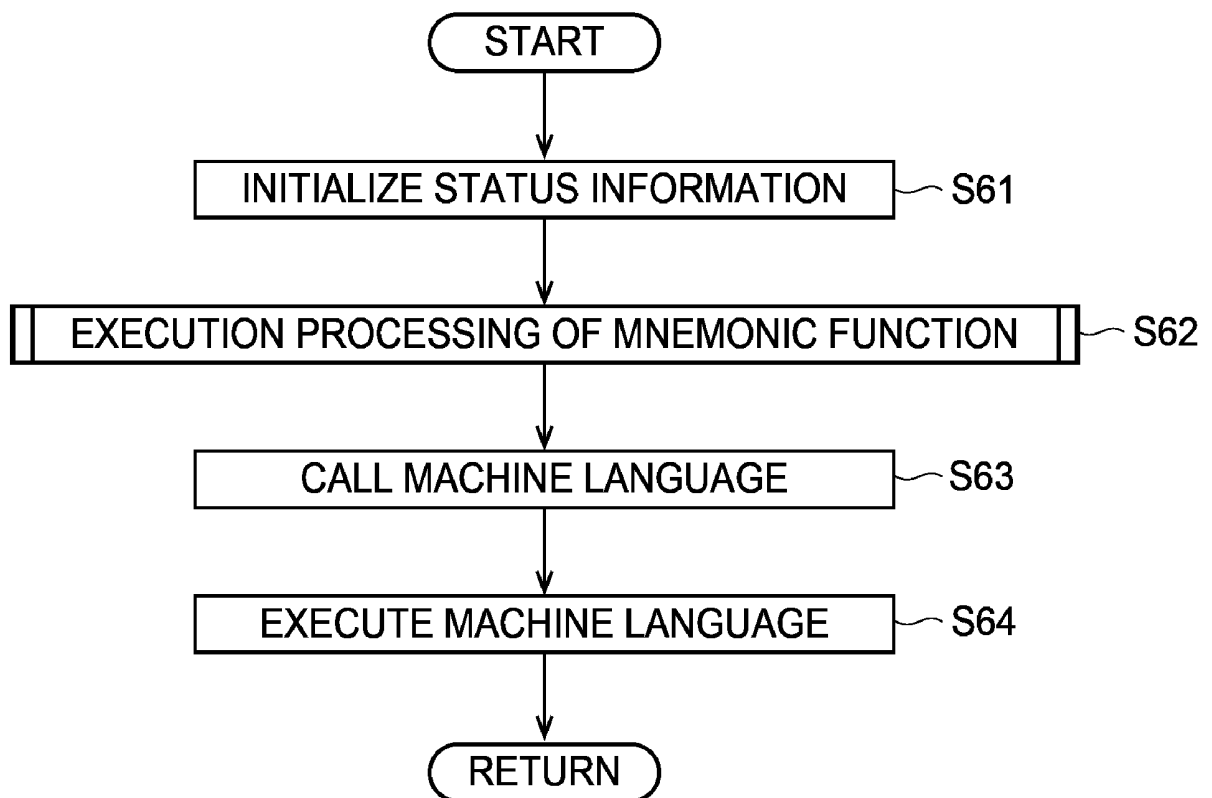 START
INITIALIZE STATUS INFORMATION
S61
EXECUTION PROCESSING OF MNEMONIC FUNCTION
S62
CALL MACHINE LANGUAGE
S63
EXECUTE MACHINE LANGUAGE
S64
RETURN